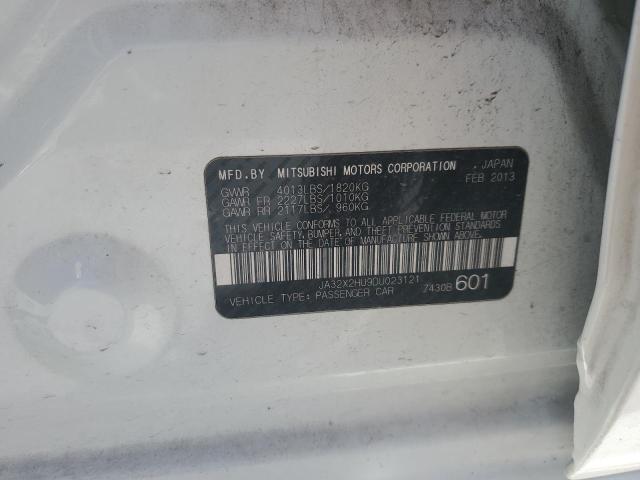 MFD.BY MITSUBISHI MOTORS CORPORATION , JAPAN
FEB 2013
GVWR 4013LBS/1820KG
GAWR FR 2227LBS/1010KG
GAWR RR 2117LBS/ 960KG
THIS VEHICLE CONFORMS TO ALL APPLICABLE FEDERAL MOTOR
VEHICLE SAFETY, BUMPER, AND THEFT PREVENTION STANDARDS
IN EFFECT ON THE DATE OF MANUFACTURE SHOWN ABOVE.
JA32X2HU9DU023121
VEHICLE TYPE: PASSENGER CAR 7430B 601